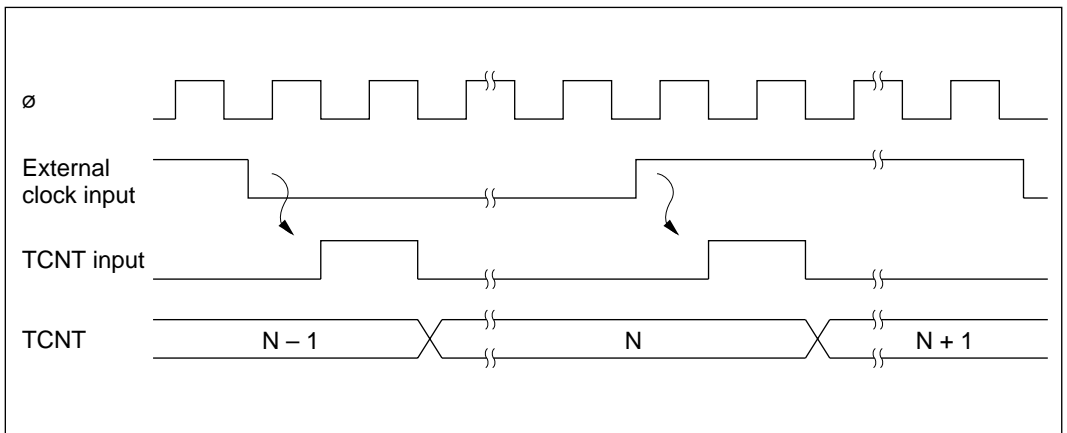 ø
External
clock input
TCNT input
TCNT
N – 1
N
N + 1